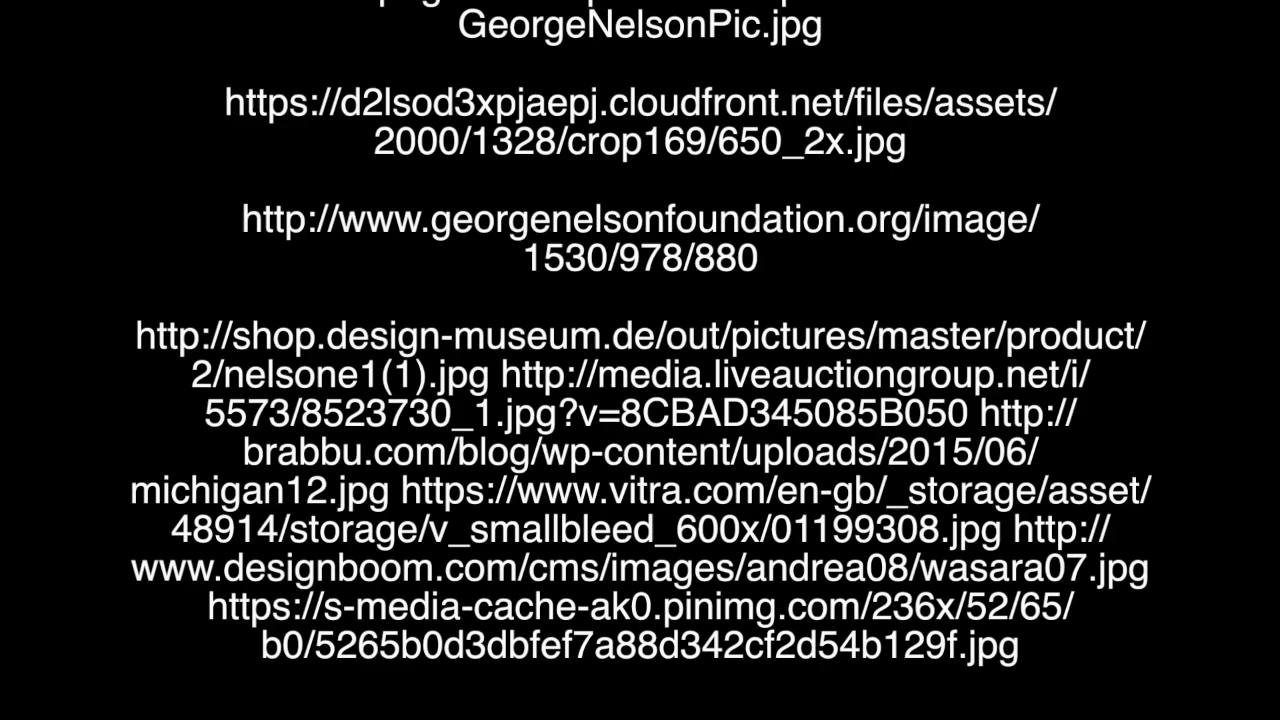 GeorgeNelsonPic.jpg
https://d2lsod3xpjaepj.cloudfront.net/files/assets/
2000/1328/crop169/650_2x.jpg
http://www.georgenelsonfoundation.org/image/
1530/978/880
http://shop.design-museum.de/out/pictures/master/product/
2/nelsone1(1).jpg http://media.liveauctiongroup.net/i/
5573/8523730_1.jpg?v=8CBAD345085B050 http://
brabbu.com/blog/wp-content/uploads/2015/06/
michigan12.jpg https://www.vitra.com/en-gb/_storage/asset/
48914/storage/v_smallbleed_600x/01199308.jpg http://
www.designboom.com/cms/images/andrea08/wasara07.jpg
https://s-media-cache-ak0.pinimg.com/236x/52/65/
b0/5265b0d3dbfef7a88d342cf2d54b129f.jpg